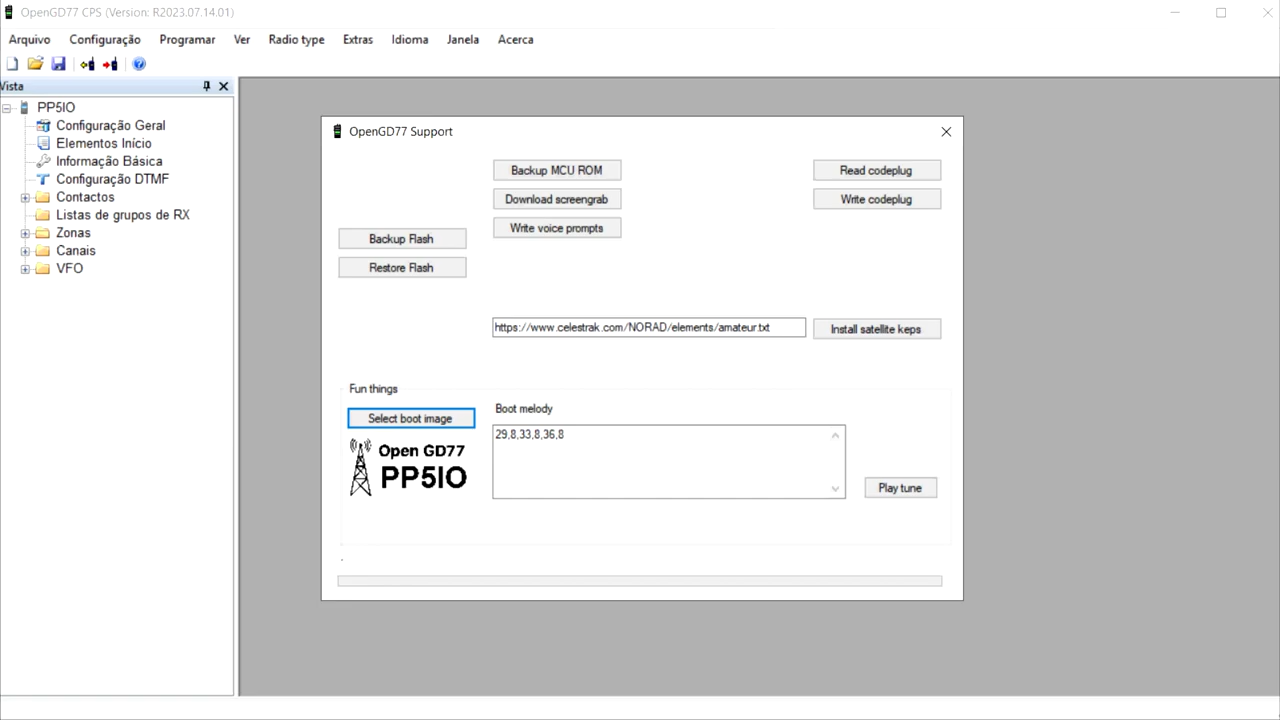 OpenGD77 CPS (Version: R2023.07.14.01)
Arquivo Configuração Programar Ver Radio type Extras Idioma Janela Acerca
Vista
PP5IO
Configuração Geral
Elementos Início
Informação Básica
Configuração DTMF
Contactos
Listas de grupos de RX
Zonas
Canais
VFO
OpenGD77 Support
Backup MCU ROM
Read codeplug
Download screengrab
Write codeplug
Write voice prompts
Backup Flash
Restore Flash
https://www.celestrak.com/NORAD/elements/amateur.txt
Install satellite keps
Fun things
Select boot image
Boot melody
29,8,33,8,36,8
Open GD77
PP5IO
Play tune